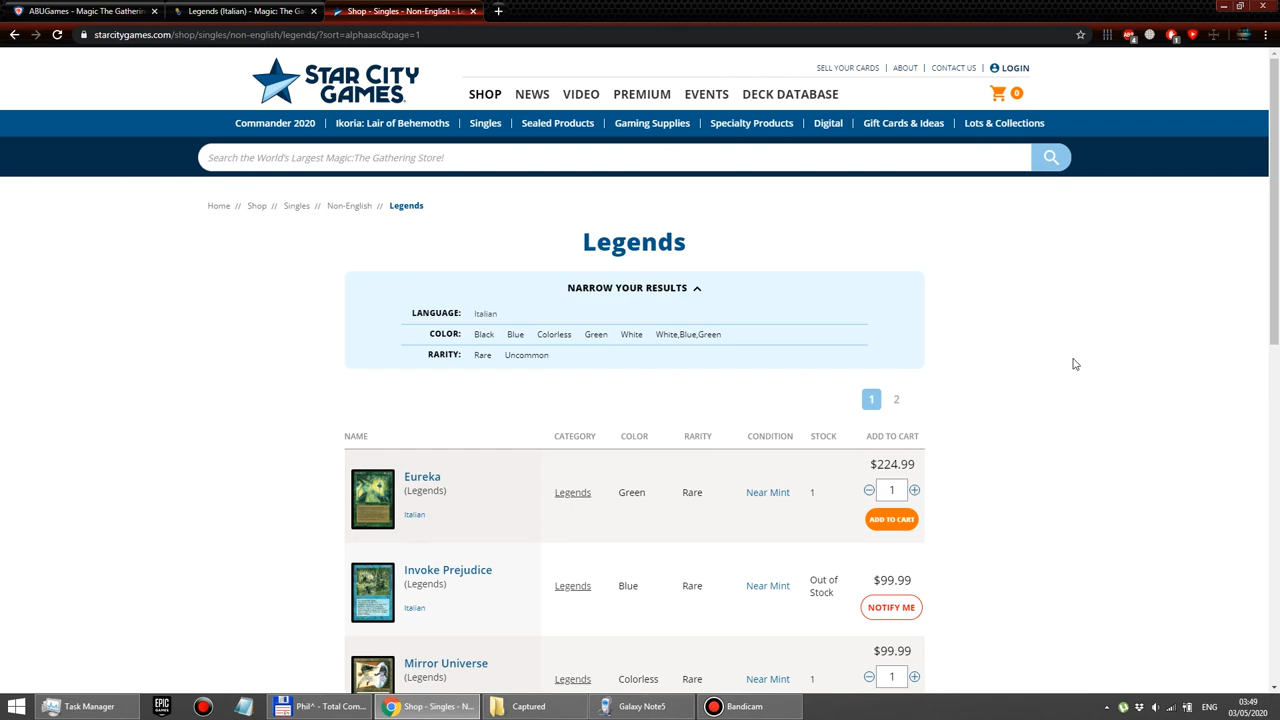 ABUGames - Magic The Gathering
Legends (Italian) - Magic: The Ga
Shop - Singles - Non-English - Le
starcitygames.com/shop/singles/non-english/legends/?sort=alphaasc&page=1
STAR CITY
GAMES
SELL YOUR CARDS | ABOUT | CONTACT US | LOGIN
SHOP NEWS VIDEO PREMIUM EVENTS DECK DATABASE
0
Commander 2020 | Ikoria: Lair of Behemoths | Singles | Sealed Products | Gaming Supplies | Specialty Products | Digital | Gift Cards & Ideas | Lots & Collections
Search the World's Largest Magic:The Gathering Store!
Home // Shop // Singles // Non-English // Legends
Legends
NARROW YOUR RESULTS
LANGUAGE: Italian
COLOR: Black Blue Colorless Green White White,Blue,Green
RARITY: Rare Uncommon
1 2
NAME CATEGORY COLOR RARITY CONDITION STOCK ADD TO CART
Eureka
(Legends)
Italian
Legends Green Rare Near Mint 1
$224.99
1
ADD TO CART
Invoke Prejudice
(Legends)
Italian
Legends Blue Rare Near Mint
Out of
Stock
$99.99
NOTIFY ME
Mirror Universe
(Legends)
Legends Colorless Rare Near Mint 1
$99.99
1
Task Manager
EPIC
GAMES
Phil^ - Total Com...
Shop - Singles - N...
Captured
Galaxy Note5
Bandicam
ENG
03:49
03/05/2020